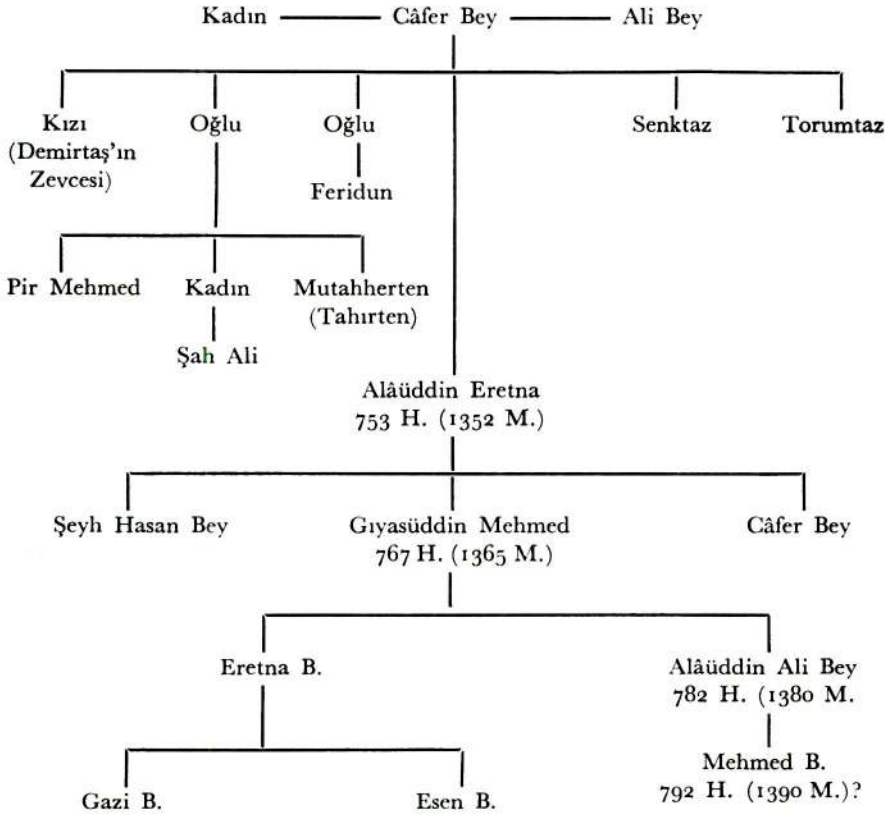 Kadın Câfer Bey Ali Bey
Kızı Oğlu Oğlu Senktaz Torumtaz
(Demirtaş'ın
Zevcesi)
Feridun
Pir Mehmed Kadın Mutahherten
(Tahırten)
Şah Ali
Alâüddin Eretna
753 H. (1352 M.)
Şeyh Hasan Bey Gıyasüddin Mehmed Câfer Bey
767 H. (1365 M.)
Eretna B. Alâüddin Ali Bey
782 H. (1380 M.
Mehmed B.
792 H. (1390 M.)?
Gazi B. Esen B.